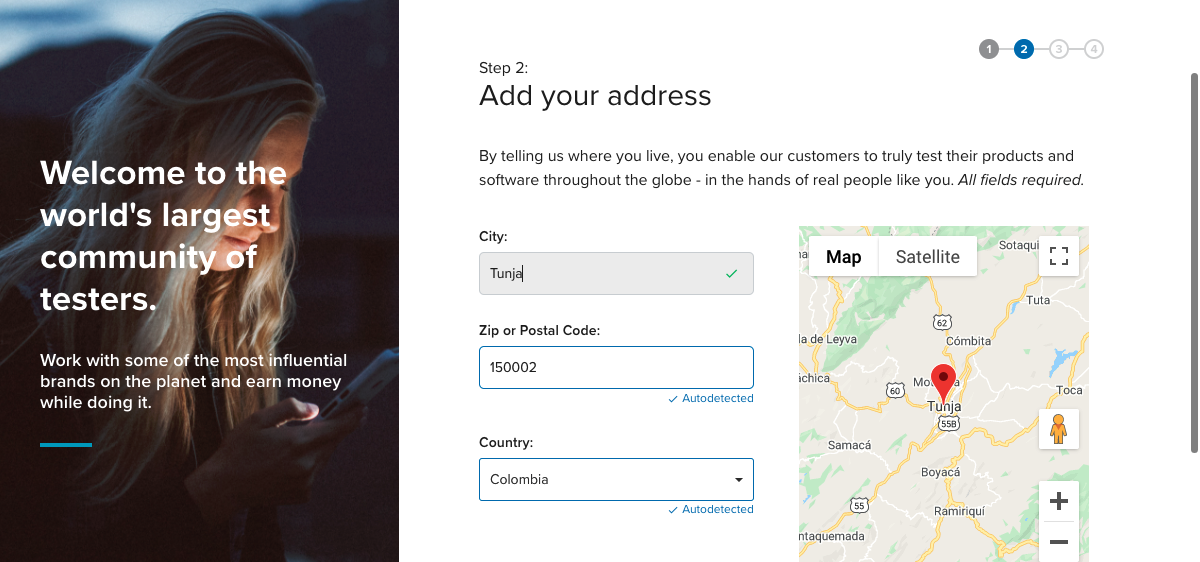 Welcome to the
world's largest
community of
testers.
Work with some of the most influential
brands on the planet and earn money
while doing it.
1 2 3 4
Step 2:
Add your address
By telling us where you live, you enable our customers to truly test their products and
software throughout the globe - in the hands of real people like you. All fields required.
City:
Tunja
Zip or Postal Code:
150002
Autodetected
Country:
Colombia
Autodetected
Map
Satellite
Sotaqui
Tuta
62
la de Leyva
Cómbita
áchica
60
Toca
Tunja
55B
Samacá
Boyacá
55
Ramiriquí
ntaquemada